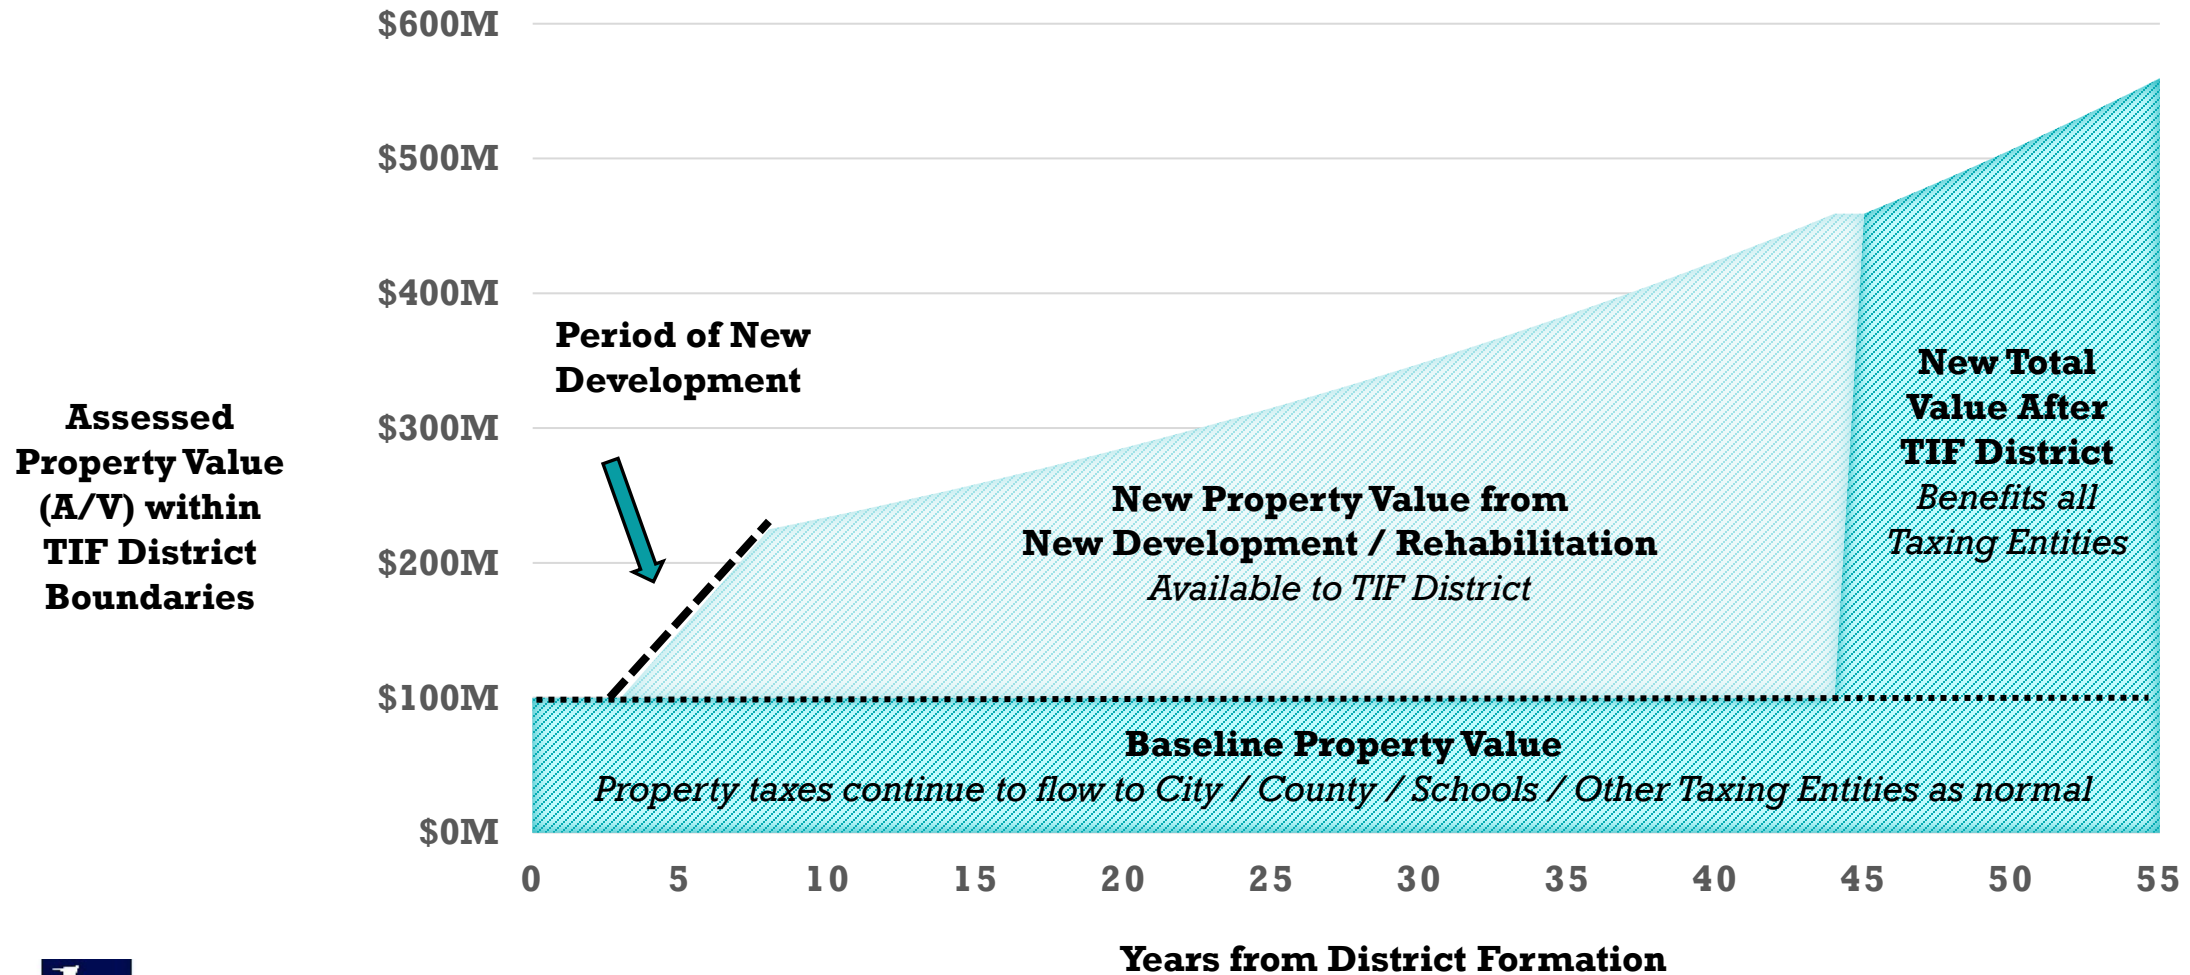 $600M
$500M
$400M
$300M
$200M
$100M
$0M
Assessed
Property Value
(A/V) within
TIF District
Boundaries
Period of New
Development
New Property Value from
New Development / Rehabilitation
Available to TIF District
New Total
Value After
TIF District
Benefits all
Taxing Entities
Baseline Property Value
Property taxes continue to flow to City / County / Schools / Other Taxing Entities as normal
0 5 10 15 20 25 30 35 40 45 50 55
Years from District Formation